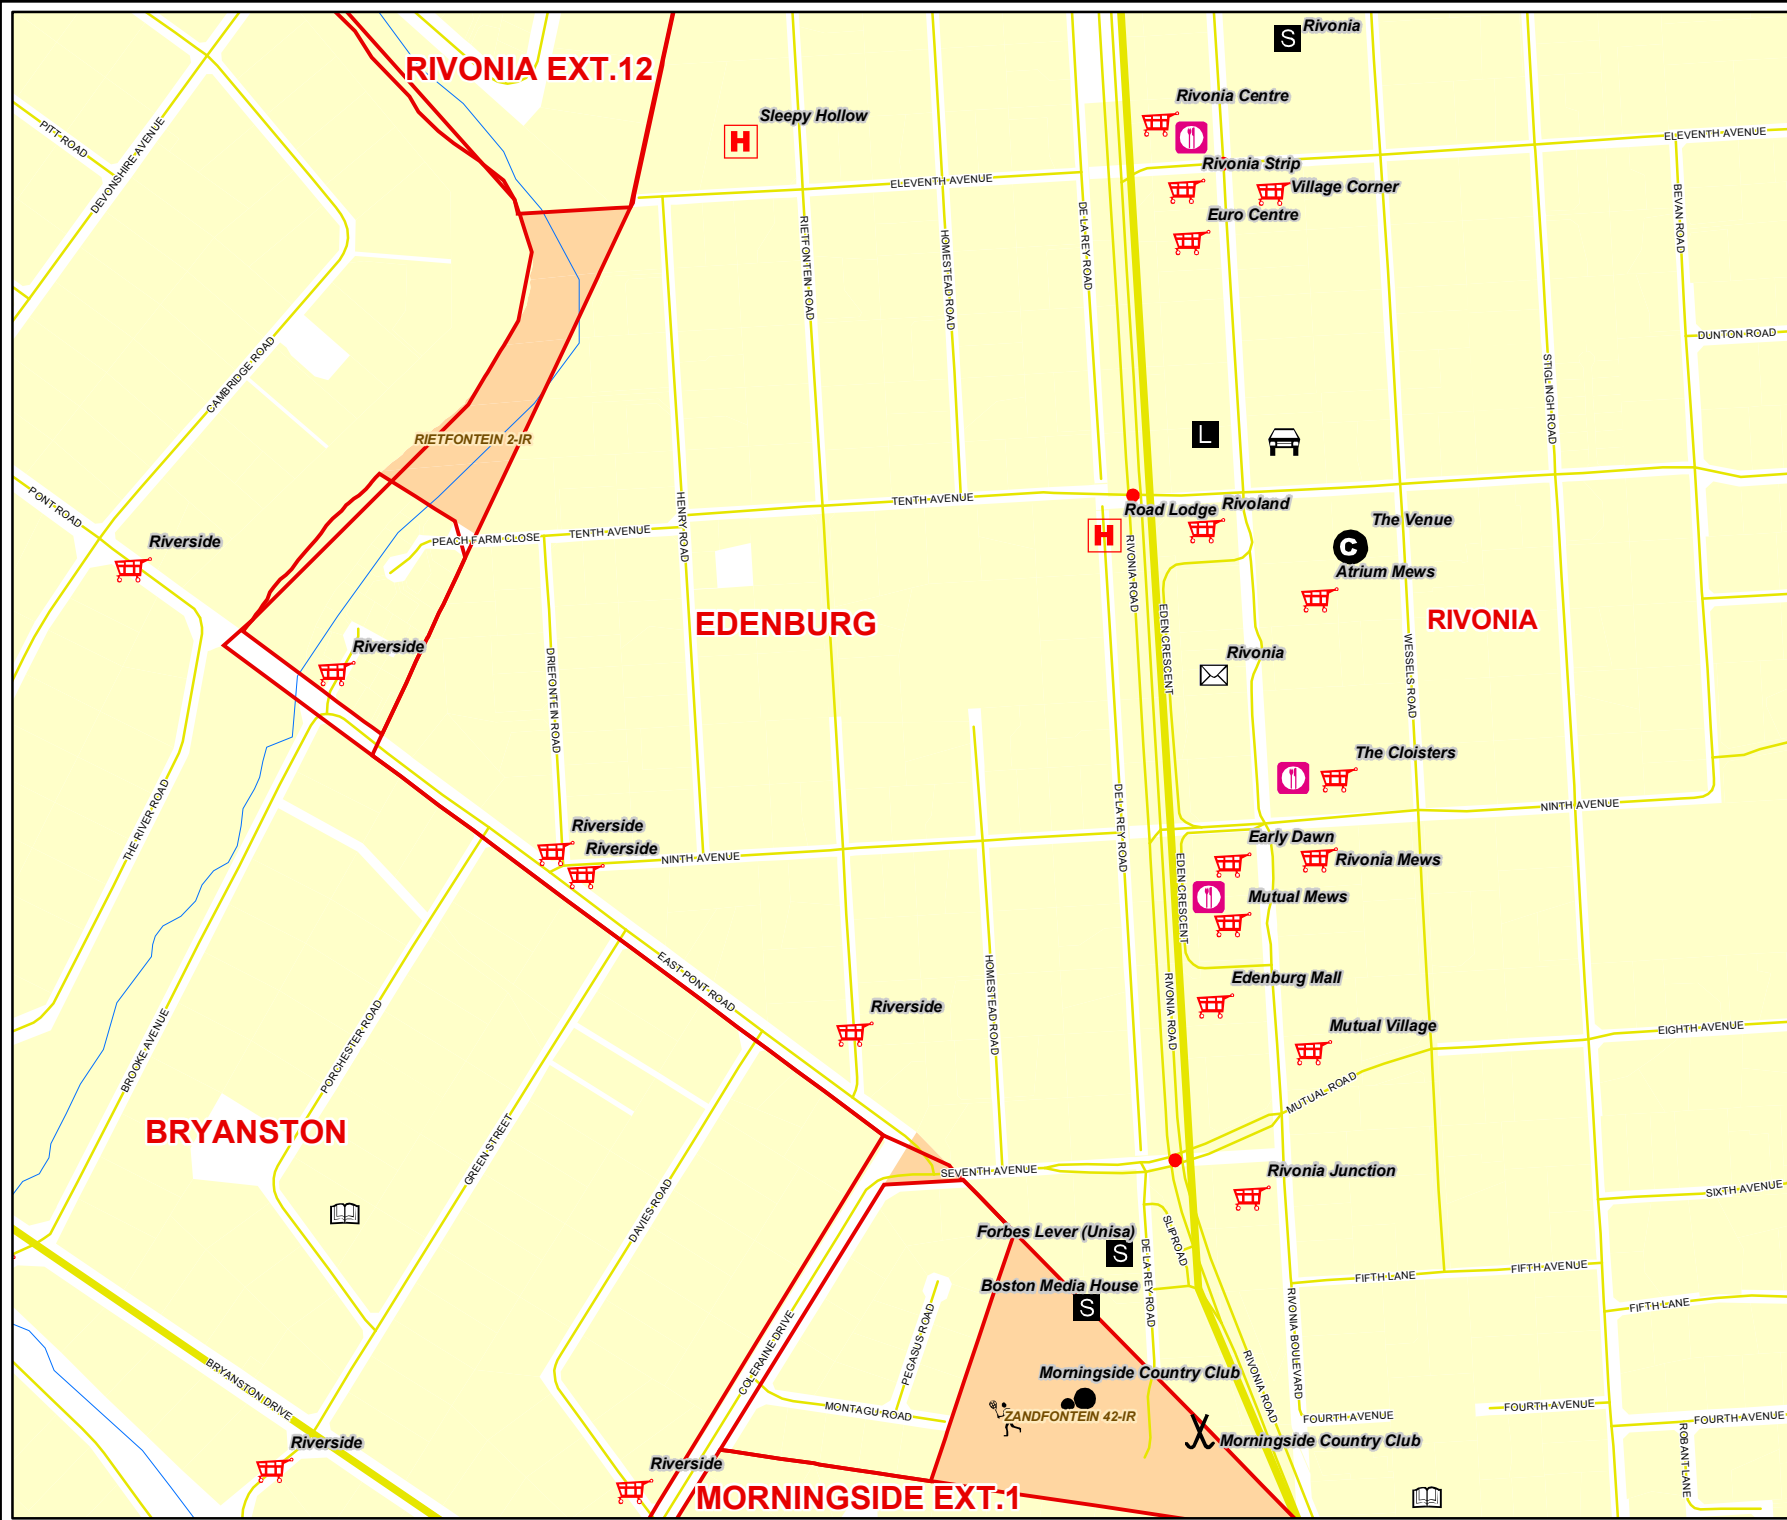 S Rivonia
RIVONIA EXT.12
Rivonia Centre
Sleepy Hollow
H
PITT ROAD
DEVONSHIRE AVENUE
ELEVENTH AVENUE
Rivonia Strip
ELEVENTH AVENUE
Village Corner
Euro Centre
DE LA REY ROAD
BEVAN ROAD
RIETFONTEIN ROAD
HOMESTEAD ROAD
DUNTON ROAD
CAMBRIDGE ROAD
STIGLINGH ROAD
RIETFONTEIN 2-IR
L
PONT ROAD
TENTH AVENUE
Road Lodge
Rivoland
The Venue
HENRY ROAD
TENTH AVENUE
PEACH FARM CLOSE
H
C
Riverside
Atrium Mews
RIVONIA ROAD
EDENBURG
RIVONIA
EDEN CRESCENT
Riverside
Rivonia
WESSELS ROAD
DRIEFONTEIN ROAD
The Cloisters
THE RIVER ROAD
DE LA REY ROAD
NINTH AVENUE
Riverside
Riverside
NINTH AVENUE
Early Dawn
Rivonia Mews
EDEN CRESCENT
Mutual Mews
EAST PONT ROAD
Edenburg Mall
HOMESTEAD ROAD
RIVONIA ROAD
Riverside
Mutual Village
EIGHTH AVENUE
BROOKE AVENUE
PORCHESTER ROAD
MUTUAL ROAD
BRYANSTON
GREEN STREET
SEVENTH AVENUE
Rivonia Junction
SIXTH AVENUE
DAVIES ROAD
Forbes Lever (Unisa)
S
SLIP ROAD
DE LA REY ROAD
Boston Media House
S
FIFTH LANE
FIFTH AVENUE
FIFTH LANE
COLERAINE DRIVE
PEGASUS ROAD
RIVONIA BOULEVARD
BRYANSTON DRIVE
Morningside Country Club
RIVONIA ROAD
MONTAGU ROAD
ZANDFONTEIN 42-IR
FOURTH AVENUE
FOURTH AVENUE
FOURTH AVENUE
Riverside
Morningside Country Club
ROBANT LANE
Riverside
MORNINGSIDE EXT.1